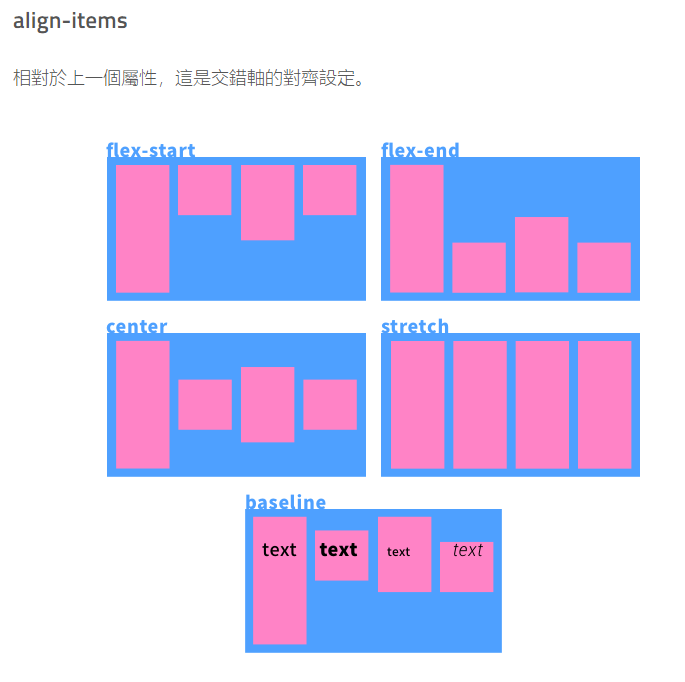 align-items
相對於上一個屬性，這是交錯軸的對齊設定。
flex-start
flex-end
center
stretch
baseline
text
text
text
text